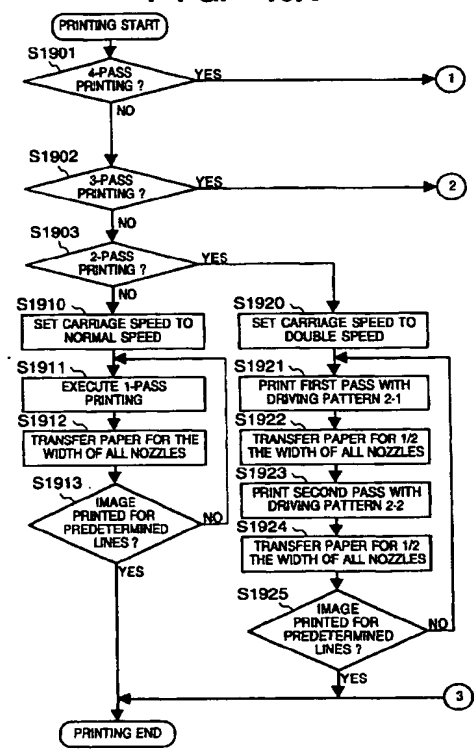 PRINTING START
S1901
4-PASS
PRINTING ?
YES
1
NO
S1902
3-PASS
PRINTING ?
YES
2
NO
S1903
2-PASS
PRINTING ?
YES
NO
S1910
SET CARRIAGE SPEED TO
NORMAL SPEED
S1911
EXECUTE 1-PASS
PRINTING
S1912
TRANSFER PAPER FOR THE
WIDTH OF ALL NOZZLES
S1913
IMAGE
PRINTED FOR
PREDETERMINED
LINES ?
NO
YES
S1920
SET CARRIAGE SPEED TO
DOUBLE SPEED
S1921
PRINT FIRST PASS WITH
DRIVING PATTERN 2-1
S1922
TRANSFER PAPER FOR 1/2
THE WIDTH OF ALL NOZZLES
S1923
PRINT SECOND PASS WITH
DRIVING PATTERN 2-2
S1924
TRANSFER PAPER FOR 1/2
THE WIDTH OF ALL NOZZLES
S1925
IMAGE
PRINTED FOR
PREDETERMINED
LINES ?
NO
YES
3
PRINTING END